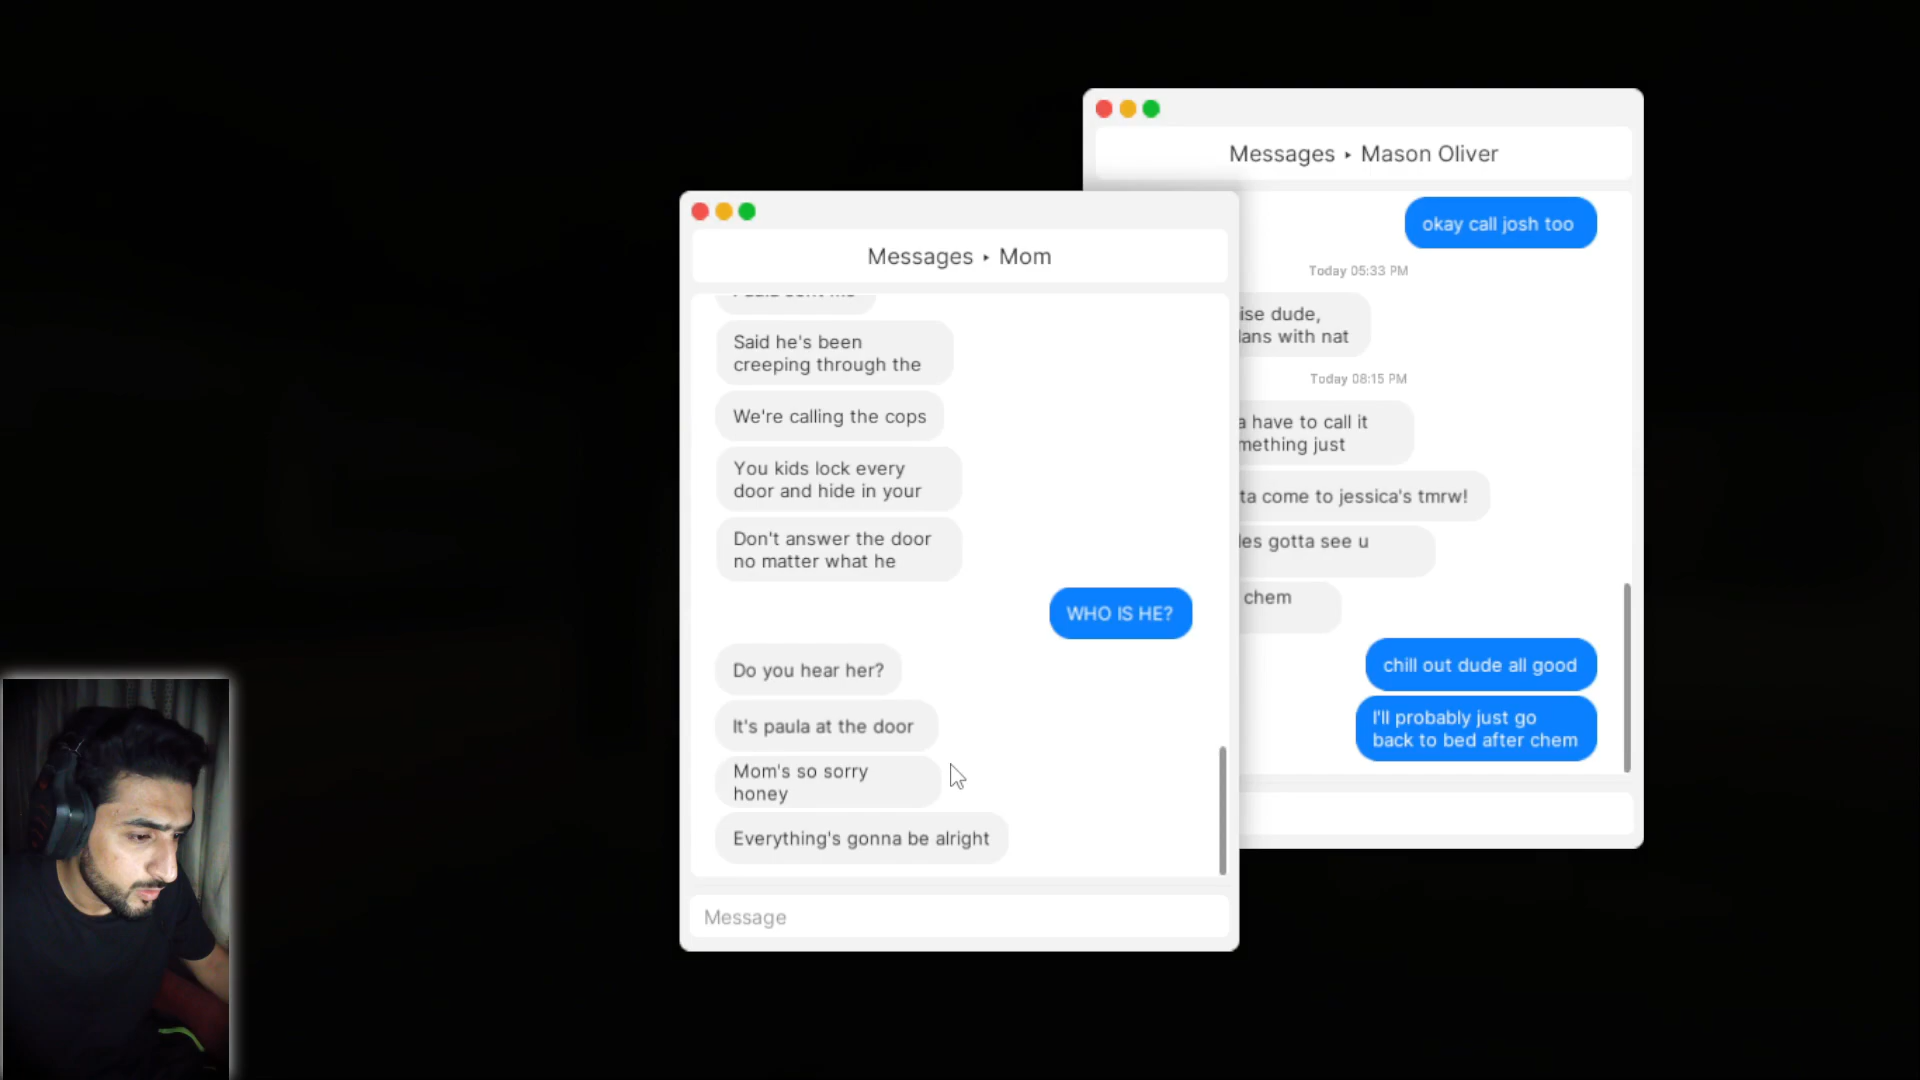 Messages ▸ Mason Oliver
okay call josh too
Today 05:33 PM
dude,
with nat
Today 08:15 PM
have to call it
just
come to jessica's tmrw!
gotta see u
chem
chill out dude all good
I'll probably just go
back to bed after chem
Messages ▸ Mom
Said he's been
creeping through the
We're calling the cops
You kids lock every
door and hide in your
Don't answer the door
no matter what he
WHO IS HE?
Do you hear her?
It's paula at the door
Mom's so sorry
honey
Everything's gonna be alright
Message